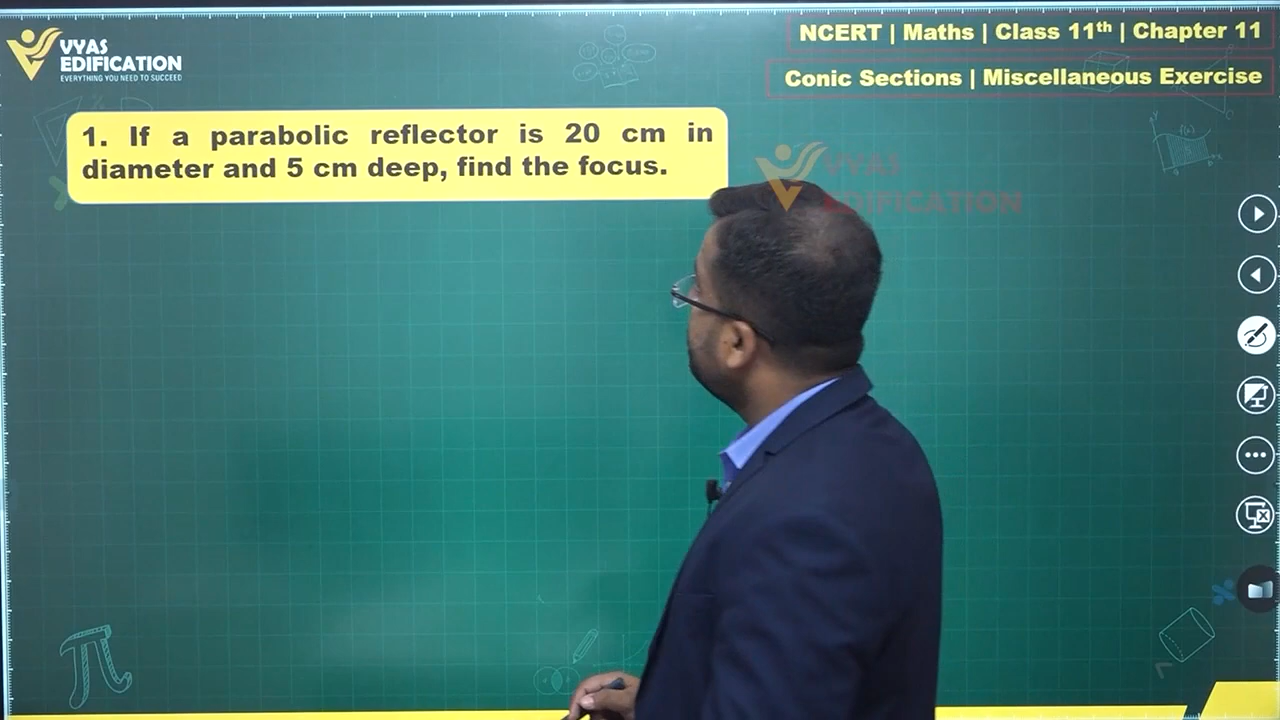 VYAS
EDIFICATION
EVERYTHING YOU NEED TO SUCCEED
NCERT | Maths | Class 11th | Chapter 11
Conic Sections | Miscellaneous Exercise
1. If a parabolic reflector is 20 cm in
diameter and 5 cm deep, find the focus.
VYAS
EDIFICATION